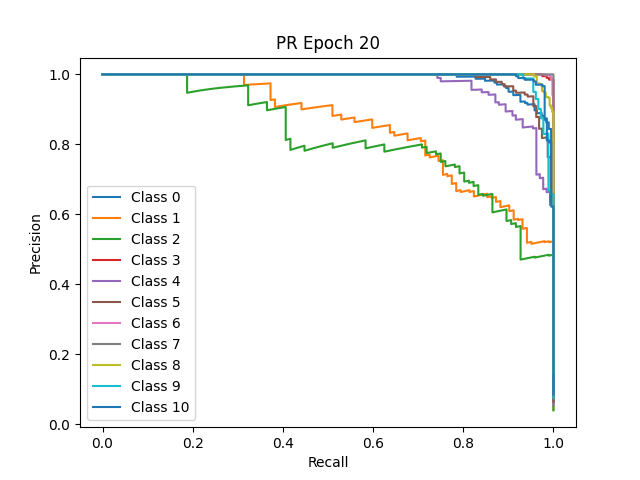 PR Epoch 20
Precision
1.0
0.8
0.6
0.4
0.2
0.0
Class 0
Class 1
Class 2
Class 3
Class 4
Class 5
Class 6
Class 7
Class 8
Class 9
Class 10
0.0 0.2 0.4 0.6 0.8 1.0
Recall